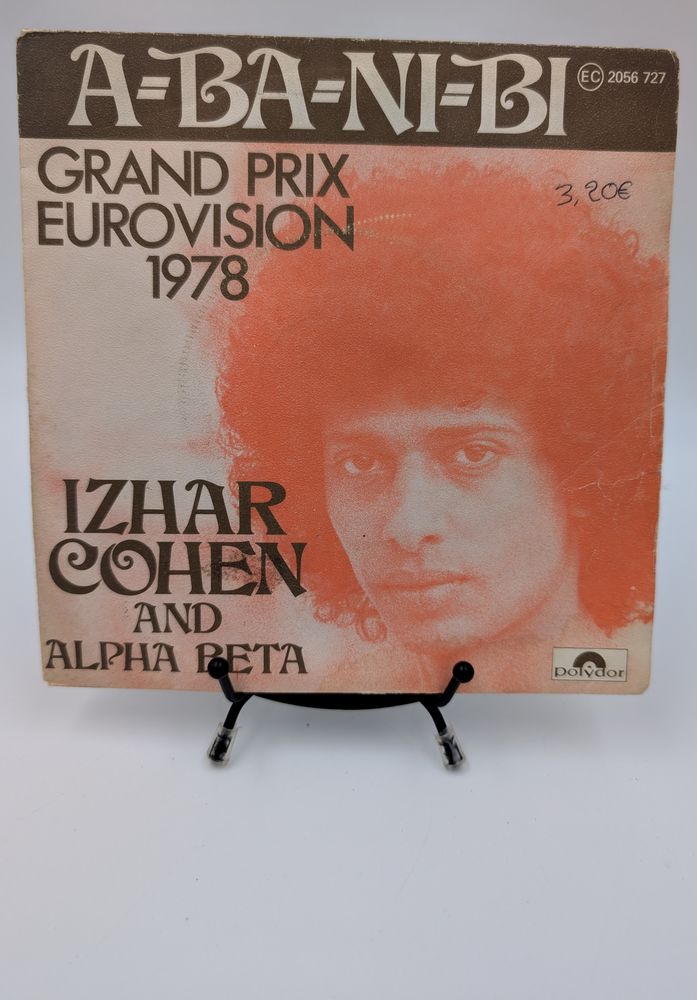 A=BA=NI=BI
EC 2056 727
GRAND PRIX
EUROVISION
1978
3,20€
IZHAR
COHEN
AND
ALPHA BETA
polydor